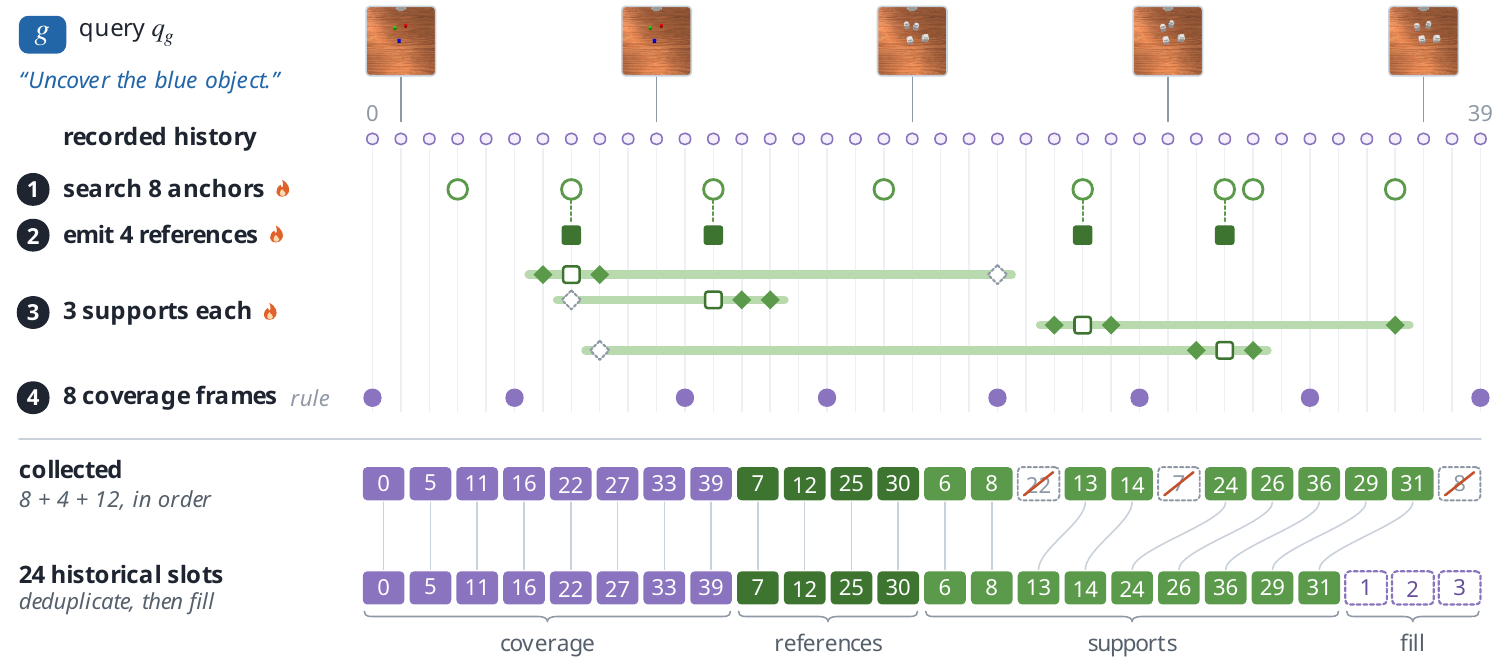 g query qg
“Uncover the blue object.”
0 39
recorded history
1 search 8 anchors
2 emit 4 references
3 3 supports each
4 8 coverage frames rule
collected
8 + 4 + 12, in order
0 5 11 16 22 27 33 39 7 12 25 30 6 8 22 13 14 7 24 26 36 29 31 8
24 historical slots
deduplicate, then fill
0 5 11 16 22 27 33 39 7 12 25 30 6 8 13 14 24 26 36 29 31 1 2 3
coverage references supports fill